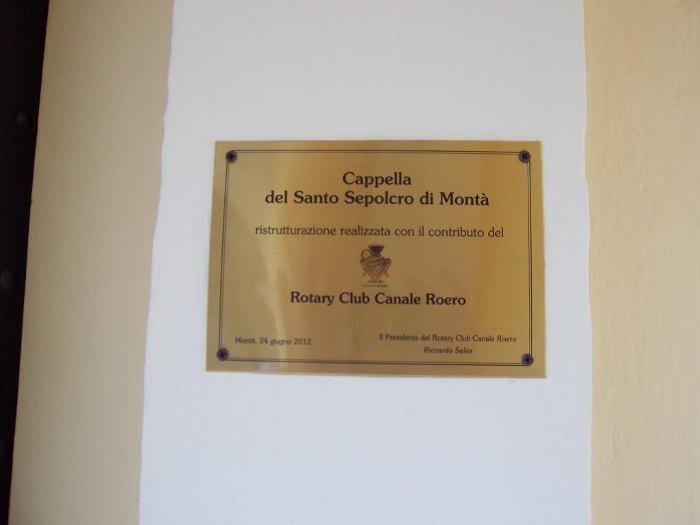 Cappella
del Santo Sepolcro di Montà
ristrutturazione realizzata con il contributo del
Rotary Club Canale Roero
Montà, 24 giugno 2012
Il Presidente del Rotary Club Canale Roero
Riccardo Sales